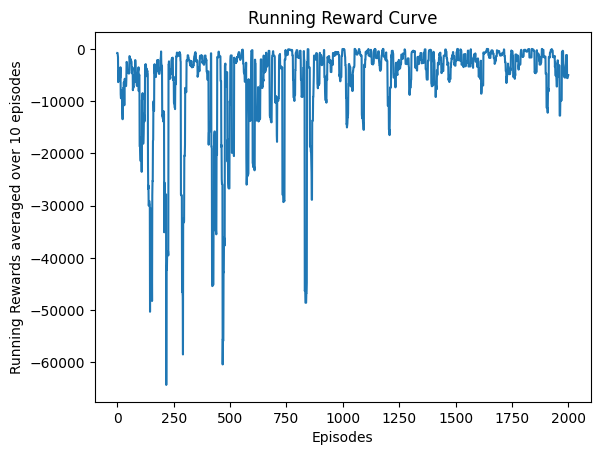 Running Reward Curve
Running Rewards averaged over 10 episodes
0
−10000
−20000
−30000
−40000
−50000
−60000
0 250 500 750 1000 1250 1500 1750 2000
Episodes